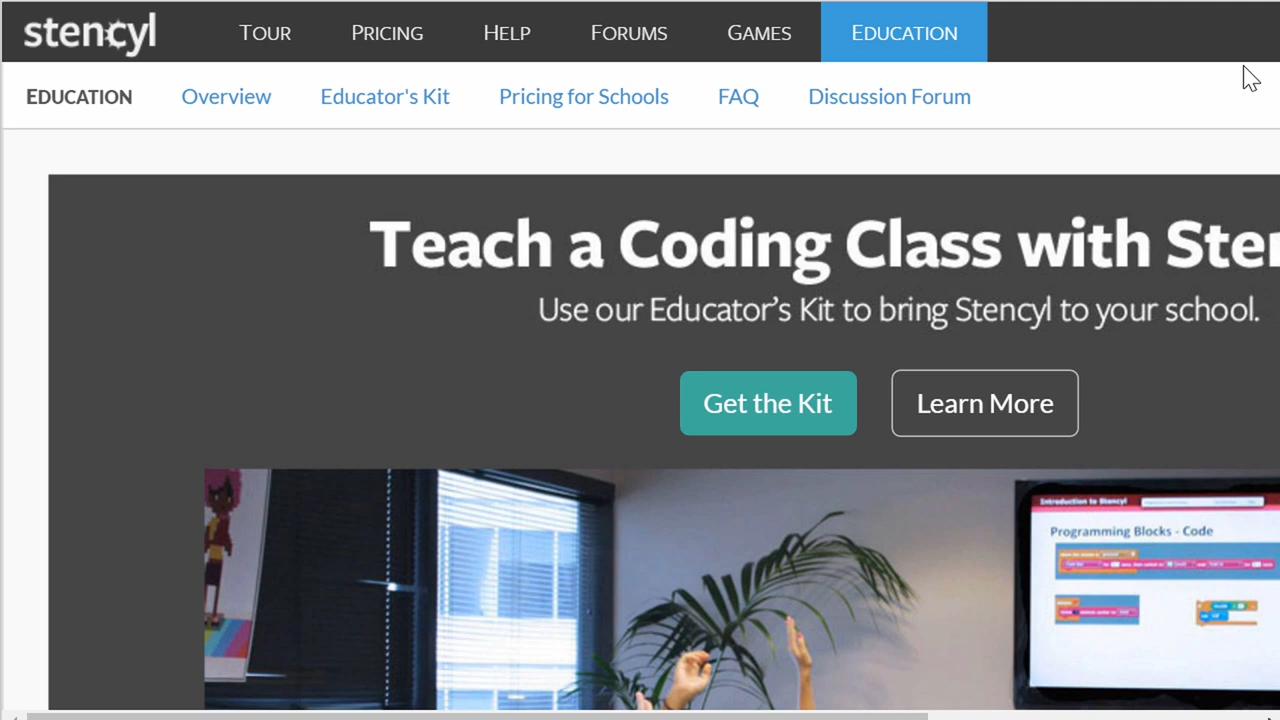 stencyl TOUR PRICING HELP FORUMS GAMES EDUCATION
EDUCATION Overview Educator's Kit Pricing for Schools FAQ Discussion Forum
Teach a Coding Class with Sten
Use our Educator’s Kit to bring Stencyl to your school.
Get the Kit Learn More
Introduction to Stencyl
Programming Blocks - Code